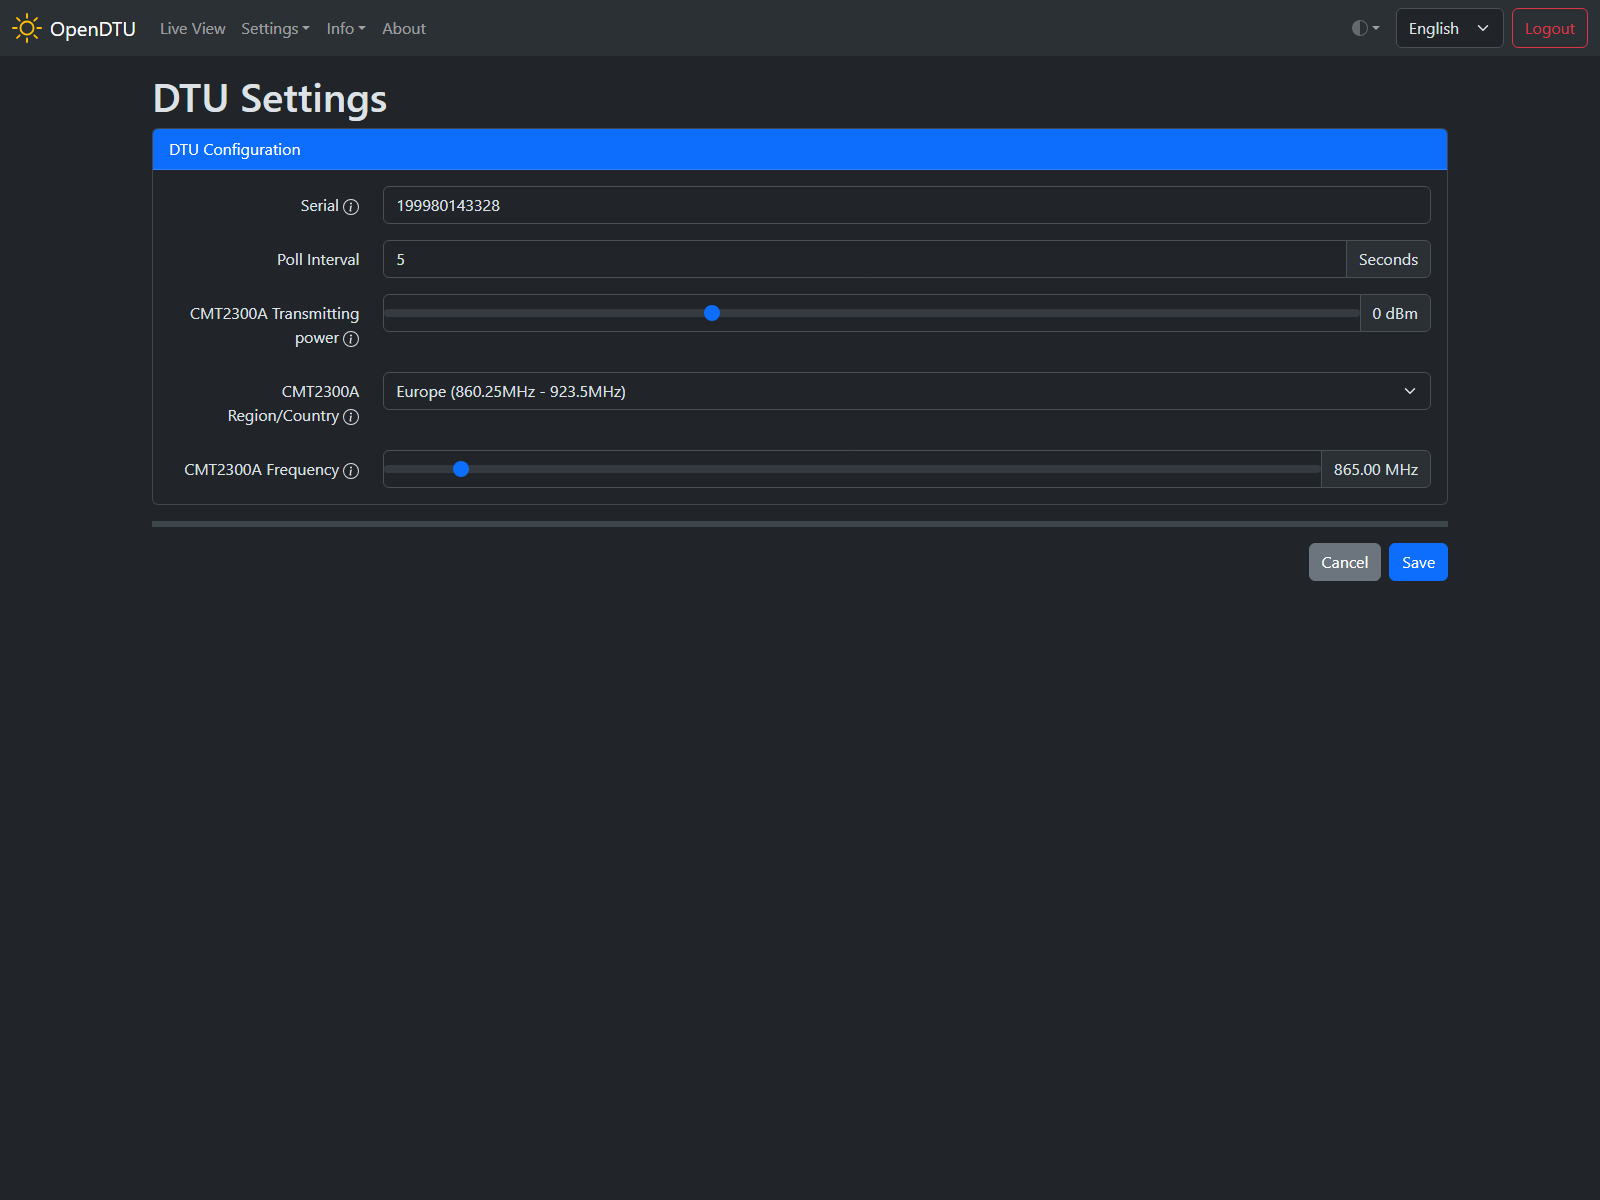 OpenDTU Live View Settings Info About English Logout
DTU Settings
DTU Configuration
Serial 199980143328
Poll Interval 5 Seconds
CMT2300A Transmitting power 0 dBm
CMT2300A Region/Country Europe (860.25MHz - 923.5MHz)
CMT2300A Frequency 865.00 MHz
Cancel Save